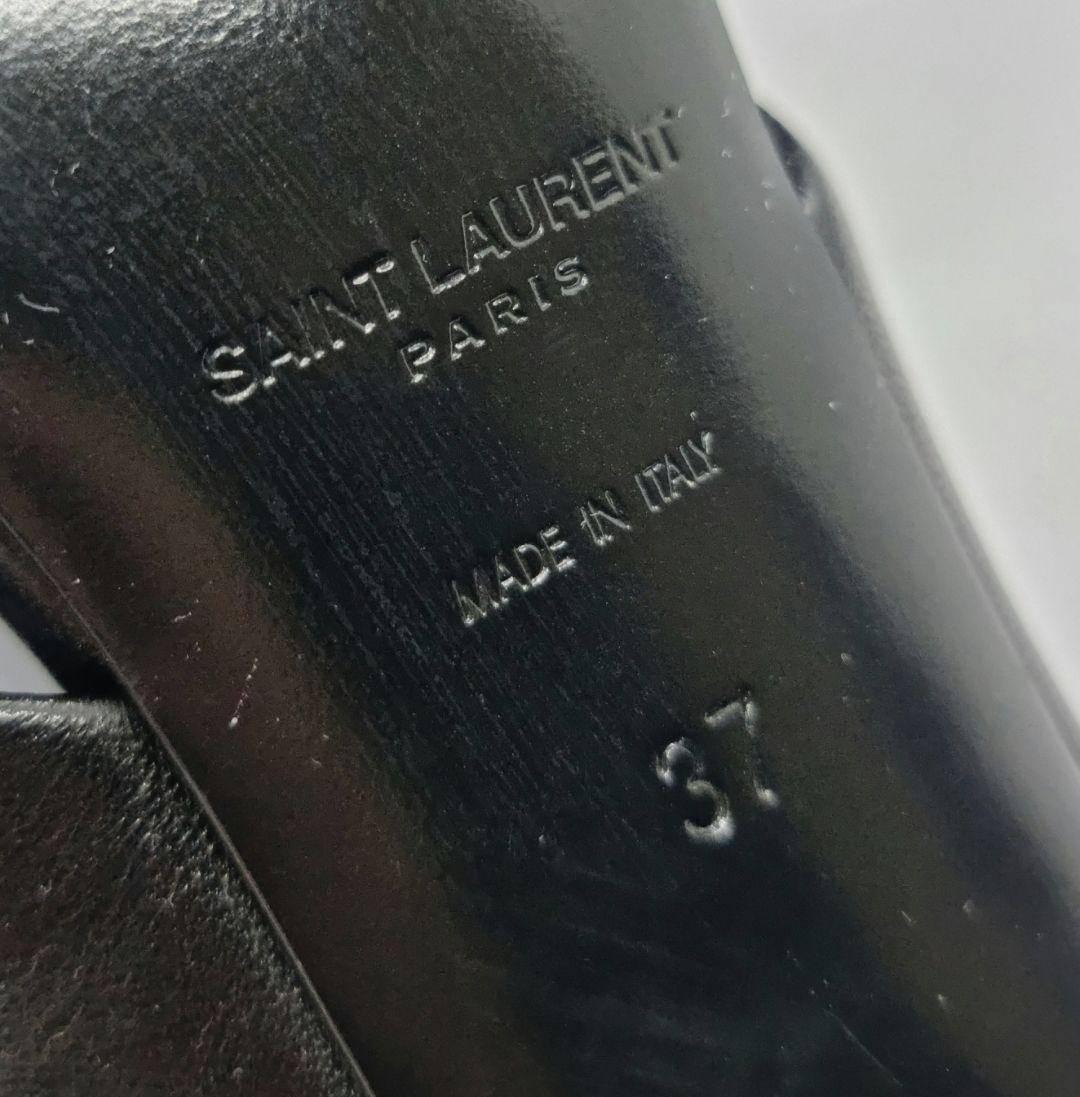 SAINT LAURENT
PARIS
MADE IN ITALY
37